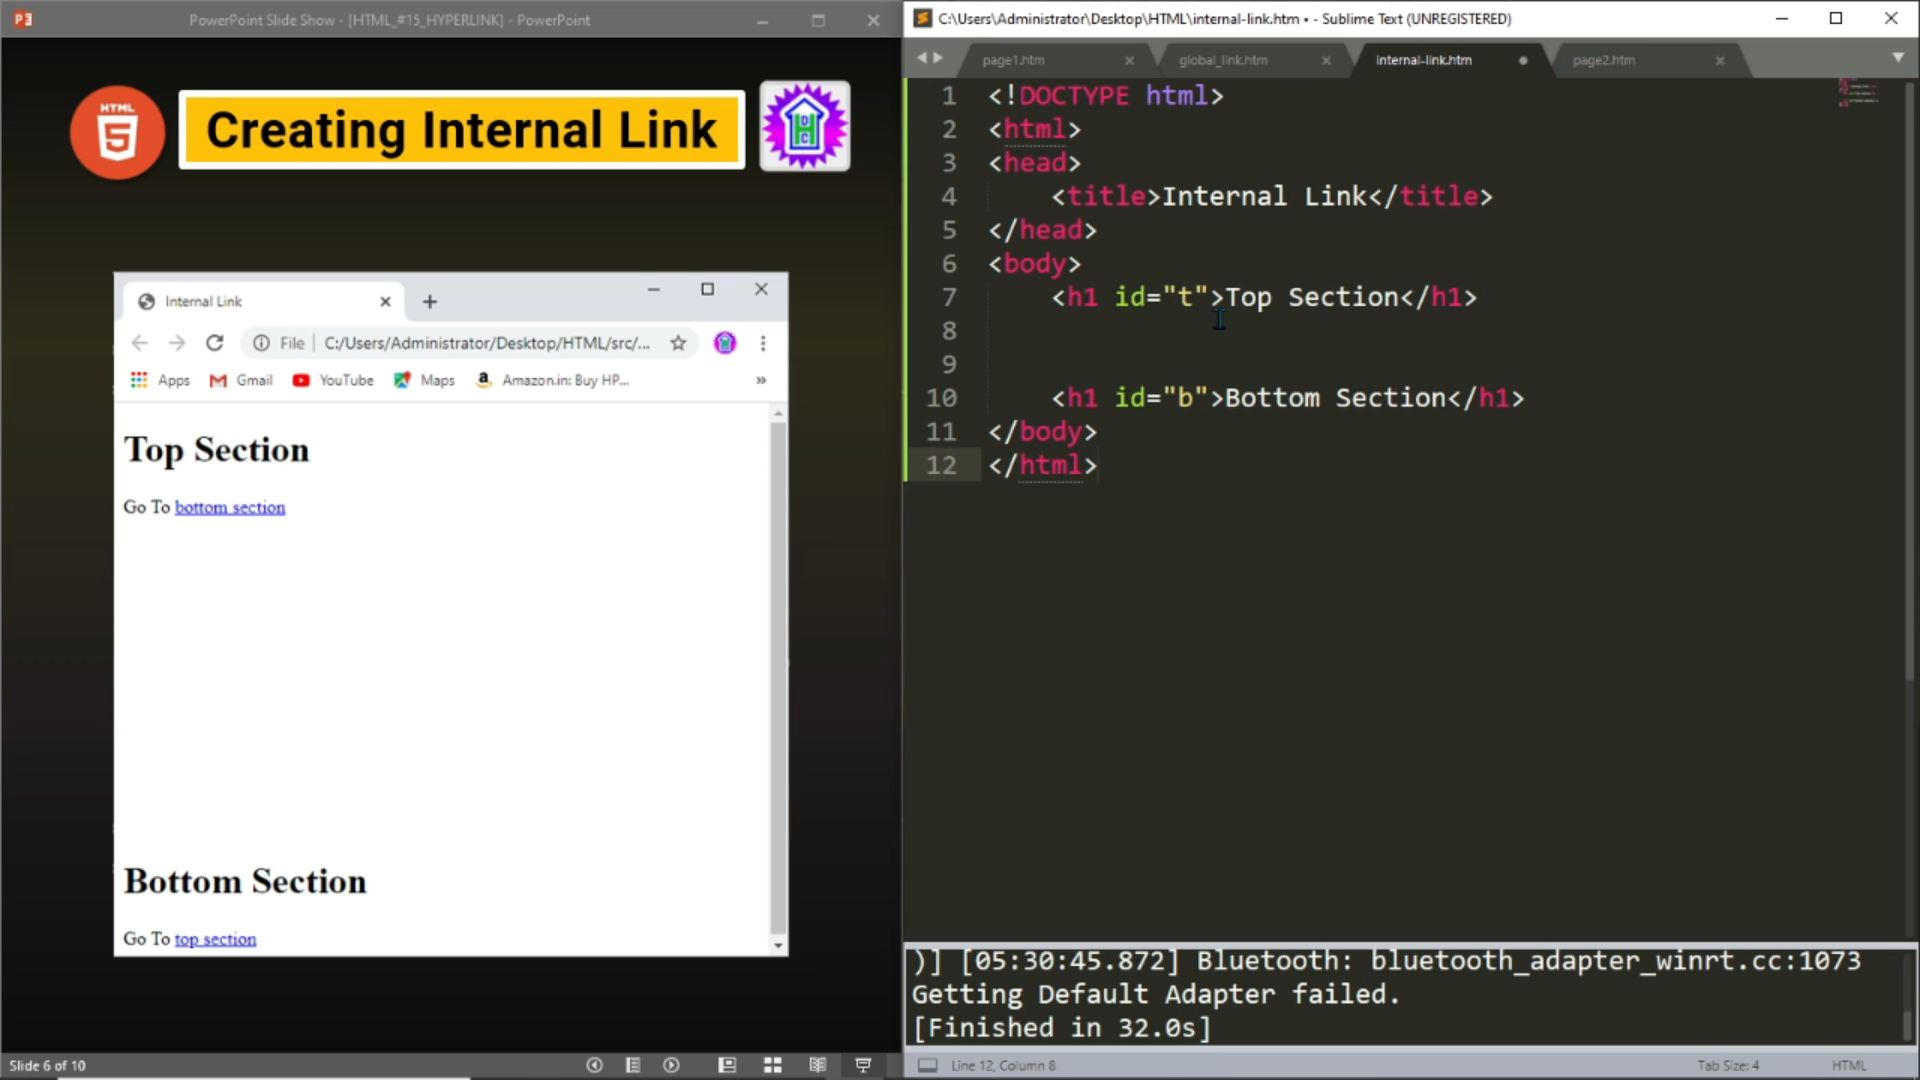 PowerPoint Slide Show - [HTML_#15_HYPERLINK] - PowerPoint
HTML
5
Creating Internal Link
D
H
C
Internal Link
File
C:/Users/Administrator/Desktop/HTML/src/...
Apps
Gmail
YouTube
Maps
Amazon.in: Buy HP...
»
Top Section
Go To bottom section
Bottom Section
Go To top section
Slide 6 of 10
C:\Users\Administrator\Desktop\HTML\internal-link.htm • - Sublime Text (UNREGISTERED)
page1.htm
global_link.htm
internal-link.htm
page2.htm
1 <!DOCTYPE html>
2 <html>
3 <head>
4 <title>Internal Link</title>
5 </head>
6 <body>
7 <h1 id="t">Top Section</h1>
8
9
10 <h1 id="b">Bottom Section</h1>
11 </body>
12 </html>
)] [05:30:45.872] Bluetooth: bluetooth_adapter_winrt.cc:1073
Getting Default Adapter failed.
[Finished in 32.0s]
Line 12, Column 8
Tab Size: 4
HTML